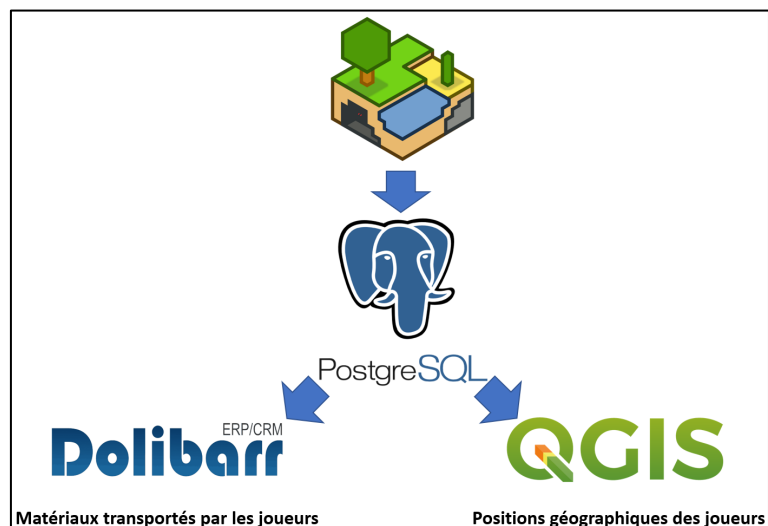 PostgreSQL
ERP/CRM
Dolibarr
QGIS
Matériaux transportés par les joueurs
Positions géographiques des joueurs